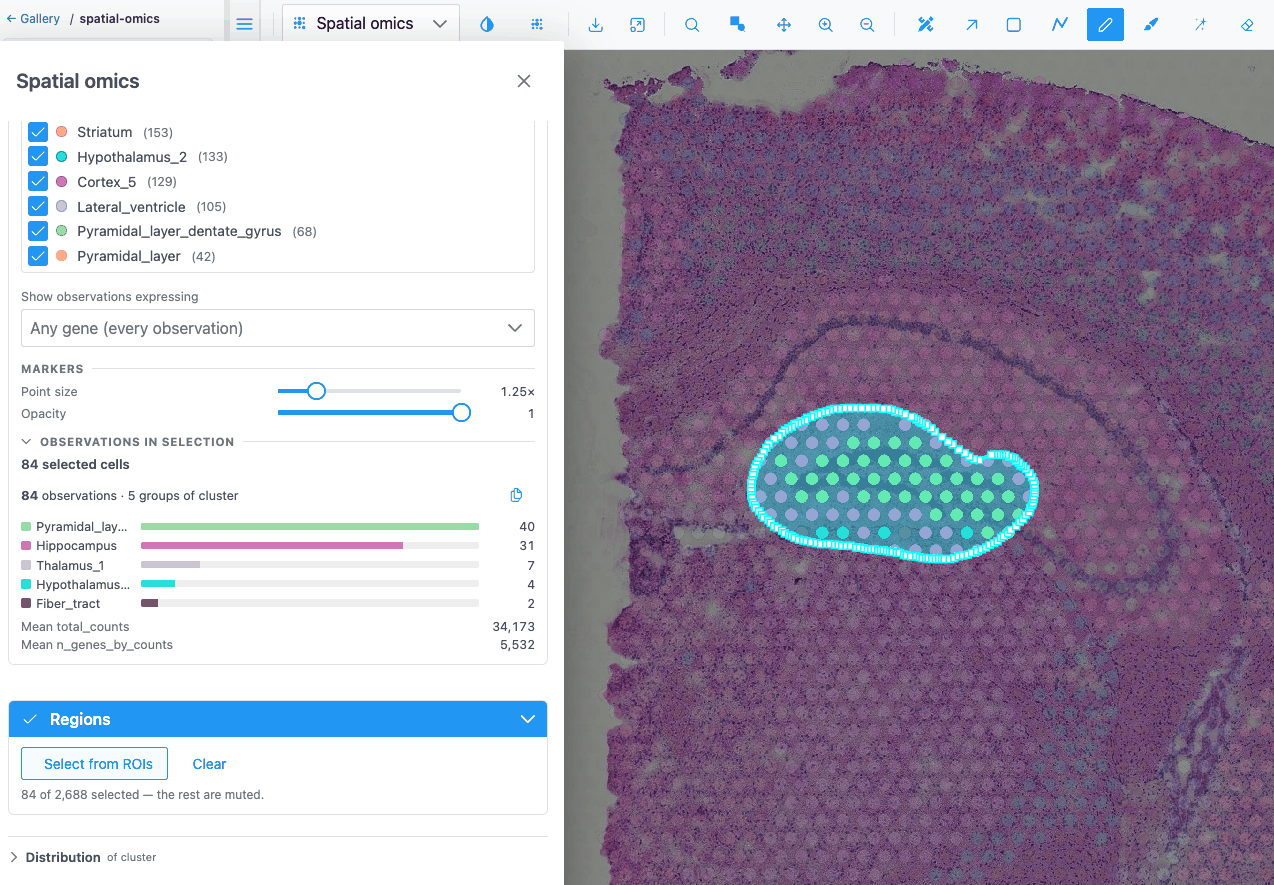 ← Gallery / spatial-omics
Spatial omics
Spatial omics
Striatum (153)
Hypothalamus_2 (133)
Cortex_5 (129)
Lateral_ventricle (105)
Pyramidal_layer_dentate_gyrus (68)
Pyramidal_layer (42)
Show observations expressing
Any gene (every observation)
MARKERS
Point size 1.25×
Opacity 1
OBSERVATIONS IN SELECTION
84 selected cells
84 observations · 5 groups of cluster
Pyramidal_lay... 40
Hippocampus 31
Thalamus_1 7
Hypothalamus... 4
Fiber_tract 2
Mean total_counts 34,173
Mean n_genes_by_counts 5,532
Regions
Select from ROIs Clear
84 of 2,688 selected — the rest are muted.
Distribution of cluster